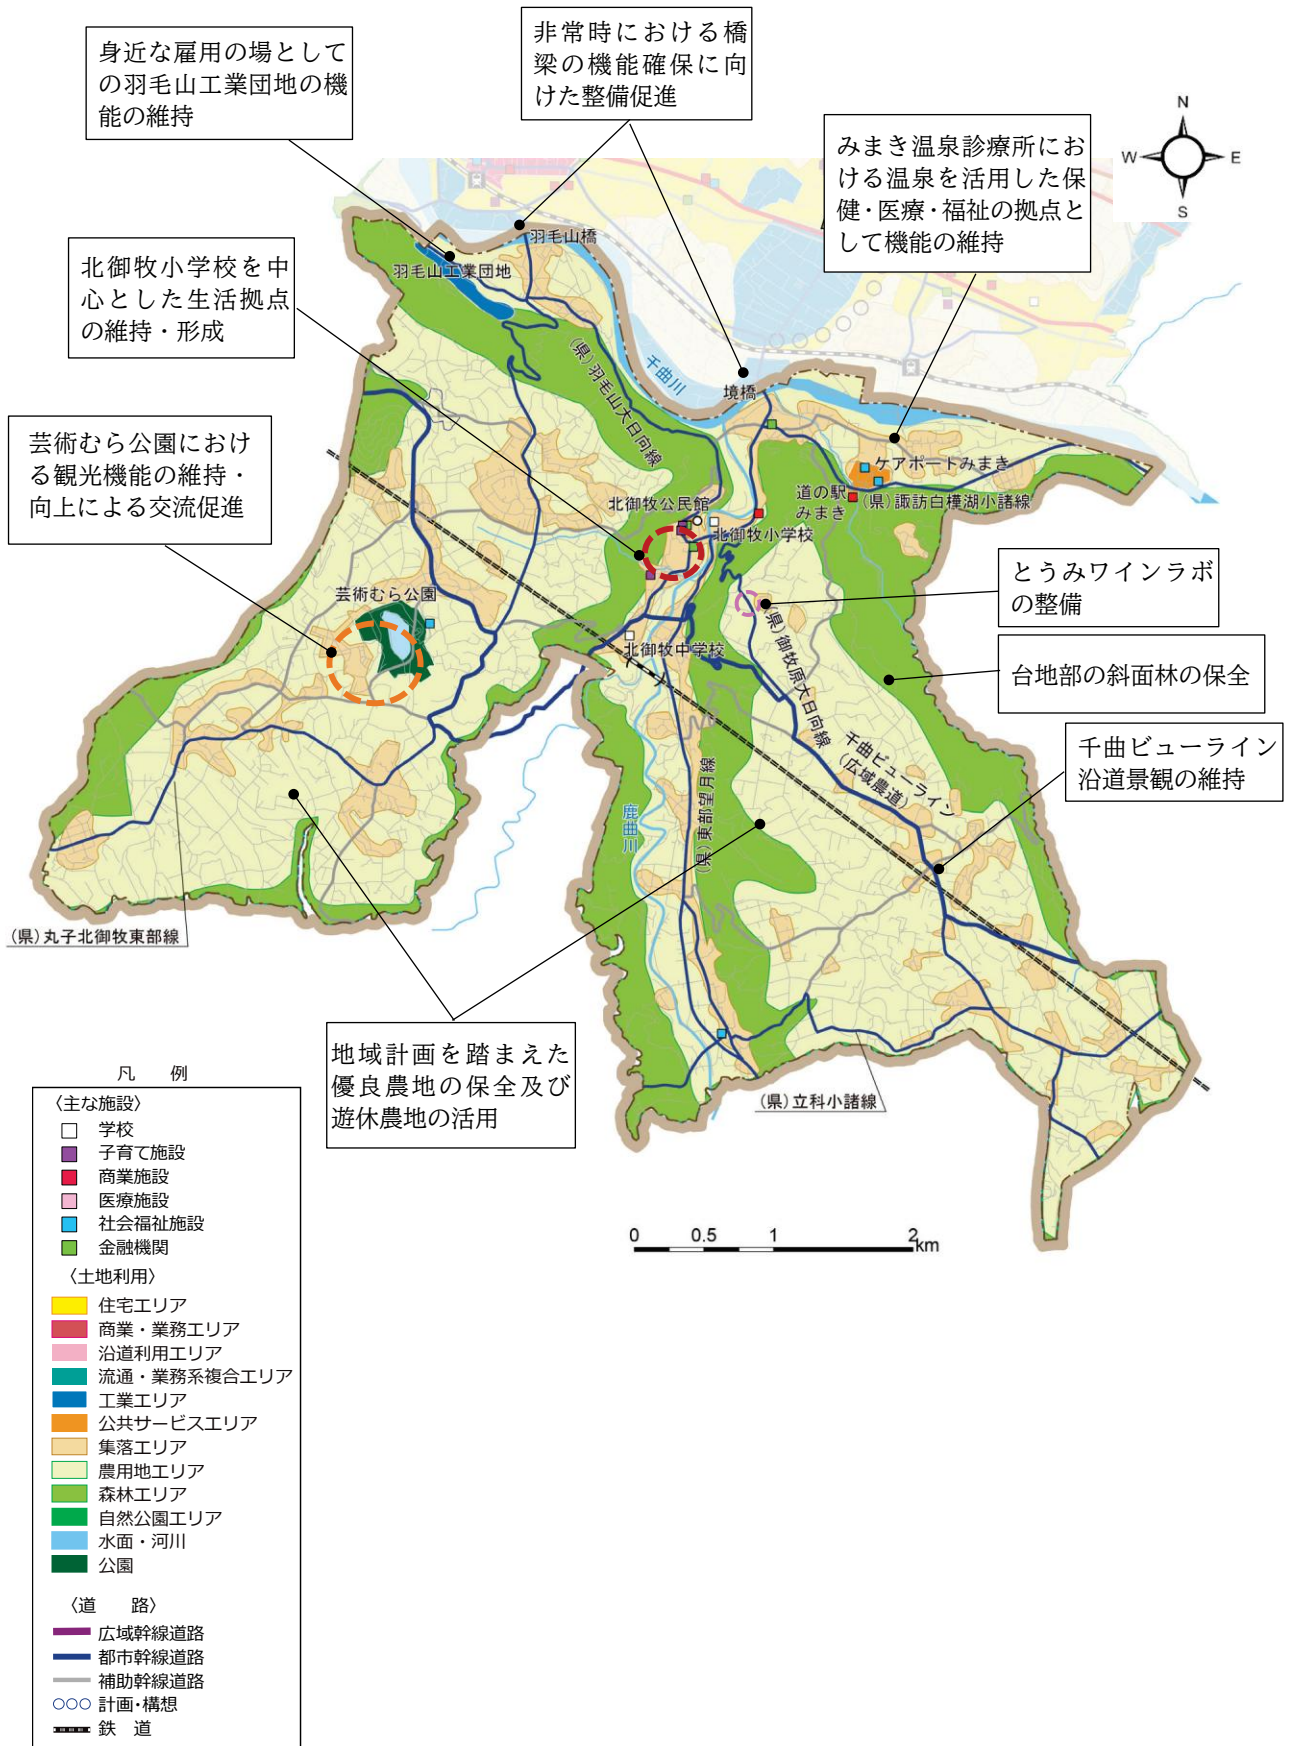 身近な雇用の場として
の羽毛山工業団地の機
能の維持
非常時における橋
梁の機能確保に向
けた整備促進
みまき温泉診療所にお
ける温泉を活用した保
健・医療・福祉の拠点と
して機能の維持
N
W
E
S
北御牧小学校を中
心とした生活拠点
の維持・形成
芸術むら公園におけ
る観光機能の維持・
向上による交流促進
羽毛山橋
羽毛山工業団地
(県)羽毛山大日向線
千曲川
境橋
ケアポートみまき
道の駅
みまき
(県)諏訪白樺湖小諸線
北御牧公民館
北御牧小学校
芸術むら公園
北御牧中学校
(県)御牧原大日向線
とうみワインラボ
の整備
台地部の斜面林の保全
千曲ビューライン
沿道景観の維持
千曲ビューライン
(広域農道)
(県)東部望月線
鹿曲川
(県)丸子北御牧東部線
地域計画を踏まえた
優良農地の保全及び
遊休農地の活用
(県)立科小諸線
0 0.5 1 2
km
凡 例
〈主な施設〉
学校
子育て施設
商業施設
医療施設
社会福祉施設
金融機関
〈土地利用〉
住宅エリア
商業・業務エリア
沿道利用エリア
流通・業務系複合エリア
工業エリア
公共サービスエリア
集落エリア
農用地エリア
森林エリア
自然公園エリア
水面・河川
公園
〈道 路〉
広域幹線道路
都市幹線道路
補助幹線道路
計画・構想
鉄 道